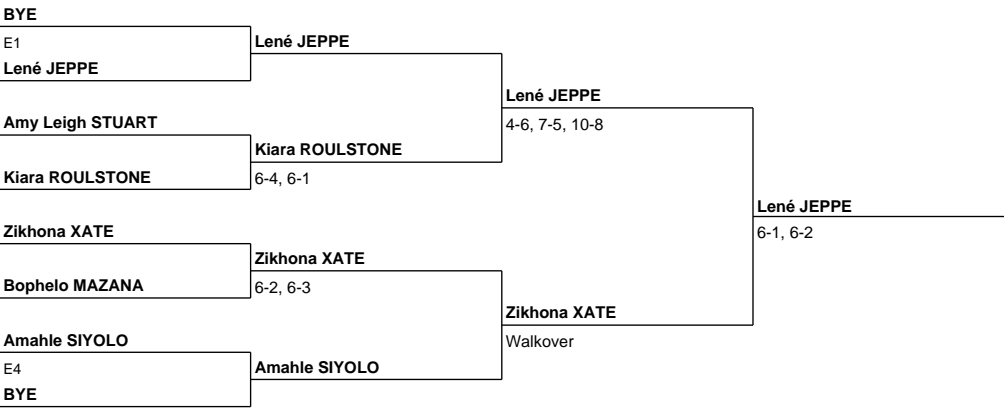 BYE
E1
Lené JEPPE
Lené JEPPE
Lené JEPPE
4-6, 7-5, 10-8
Amy Leigh STUART
Kiara ROULSTONE
6-4, 6-1
Kiara ROULSTONE
Lené JEPPE
6-1, 6-2
Zikhona XATE
Zikhona XATE
6-2, 6-3
Bophelo MAZANA
Zikhona XATE
Walkover
Amahle SIYOLO
E4
Amahle SIYOLO
BYE